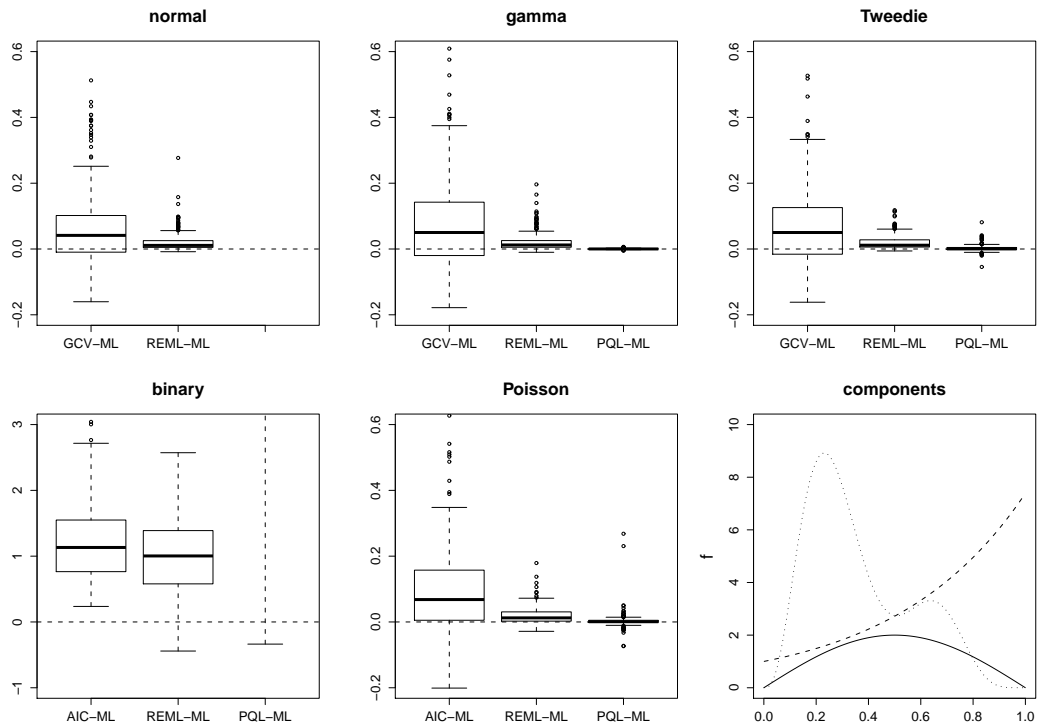 normal
gamma
Tweedie
0.6
0.4
0.2
0.0
−0.2
GCV−ML REML−ML
0.6
0.4
0.2
0.0
−0.2
GCV−ML REML−ML PQL−ML
0.6
0.4
0.2
0.0
−0.2
GCV−ML REML−ML PQL−ML
binary
Poisson
components
3
2
1
0
−1
AIC−ML REML−ML PQL−ML
0.6
0.4
0.2
0.0
−0.2
AIC−ML REML−ML PQL−ML
f
10
8
6
4
2
0
0.0 0.2 0.4 0.6 0.8 1.0